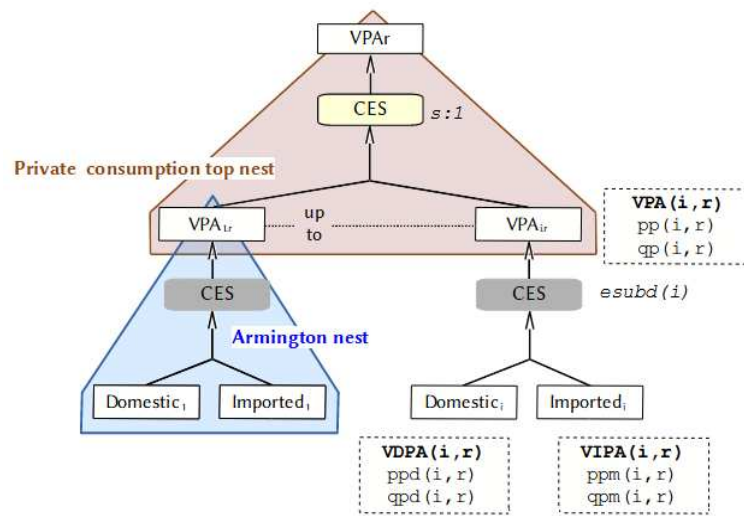 VPAr
CES
s:1
Private consumption top nest
VPA1r
up
to
VPAir
VPA(i,r)
pp(i,r)
qp(i,r)
CES
CES
esubd(i)
Armington nest
Domestic1
Imported1
Domestici
Importedi
VDPA(i,r)
ppd(i,r)
qpd(i,r)
VIPA(i,r)
ppm(i,r)
qpm(i,r)